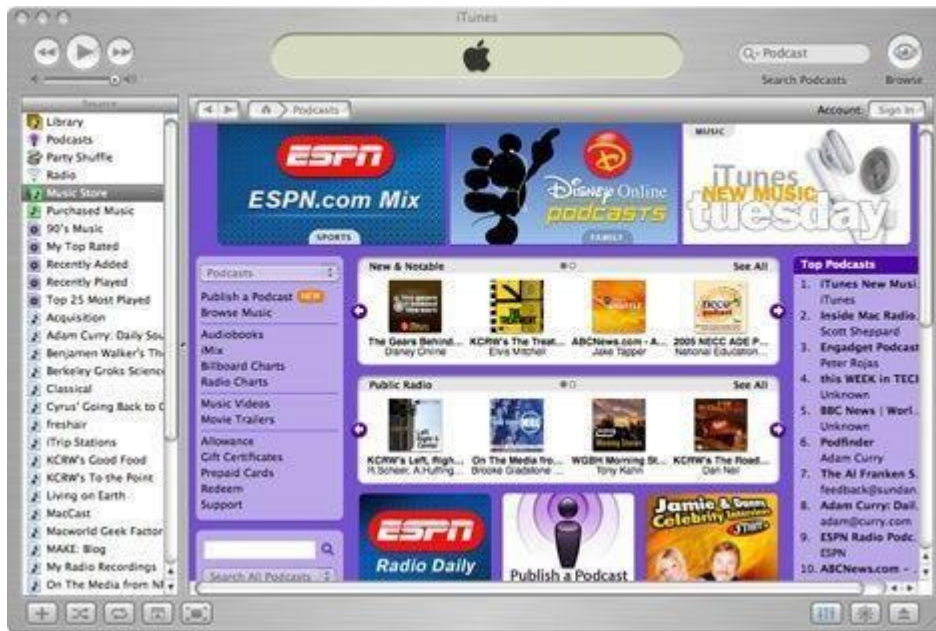 iTunes
Q- Podcast
Search Podcasts
Browse
Source
Library
Podcasts
Party Shuffle
Radio
Music Store
Purchased Music
90's Music
My Top Rated
Recently Added
Recently Played
Top 25 Most Played
Acquisition
Adam Curry: Daily Sou
Benjamen Walker's Th
Berkeley Groks Science
Classical
Cyrus' Going Back to C
freshair
iTrip Stations
KCRW's Good Food
KCRW's To the Point
Living on Earth
MacCast
Macworld Geek Factor
MAKE: Blog
My Radio Recordings
On The Media from NP
Podcasts
Account:
Sign In
ESPN
ESPN.com Mix
SPORTS
Disney Online
podcasts
FAMILY
MUSIC
iTunes
NEW MUSIC
tuesday
Podcasts
Publish a Podcast NEW
Browse Music
Audiobooks
iMix
Billboard Charts
Radio Charts
Music Videos
Movie Trailers
Allowance
Gift Certificates
Prepaid Cards
Redeem
Support
Search All Podcasts
New & Notable
See All
The Gears Behind...
Disney Online
KCRW's The Treat...
Elvis Mitchell
ABCNews.com - A...
Jake Tapper
2005 NECC ADE P...
National Education...
Public Radio
See All
KCRW's Left, Righ...
R.Scheer, A.Huffing...
On The Media fro...
Brooke Gladstone ...
WGBH Morning St...
Tony Kahn
KCRW's The Road...
Dan Neil
ESPN
Radio Daily
Publish a Podcast
Jamie & Danny
Celebrity Interviews
Top Podcasts
1. iTunes New Musi...
iTunes
2. Inside Mac Radio...
Scott Sheppard
3. Engadget Podcast
Peter Rojas
4. this WEEK in TECH
Unknown
5. BBC News | Worl...
Unknown
6. Podfinder
Adam Curry
7. The Al Franken S...
feedback@sundan...
8. Adam Curry: Dail...
adam@curry.com
9. ESPN Radio Podc...
ESPN
10. ABCNews.com - ...